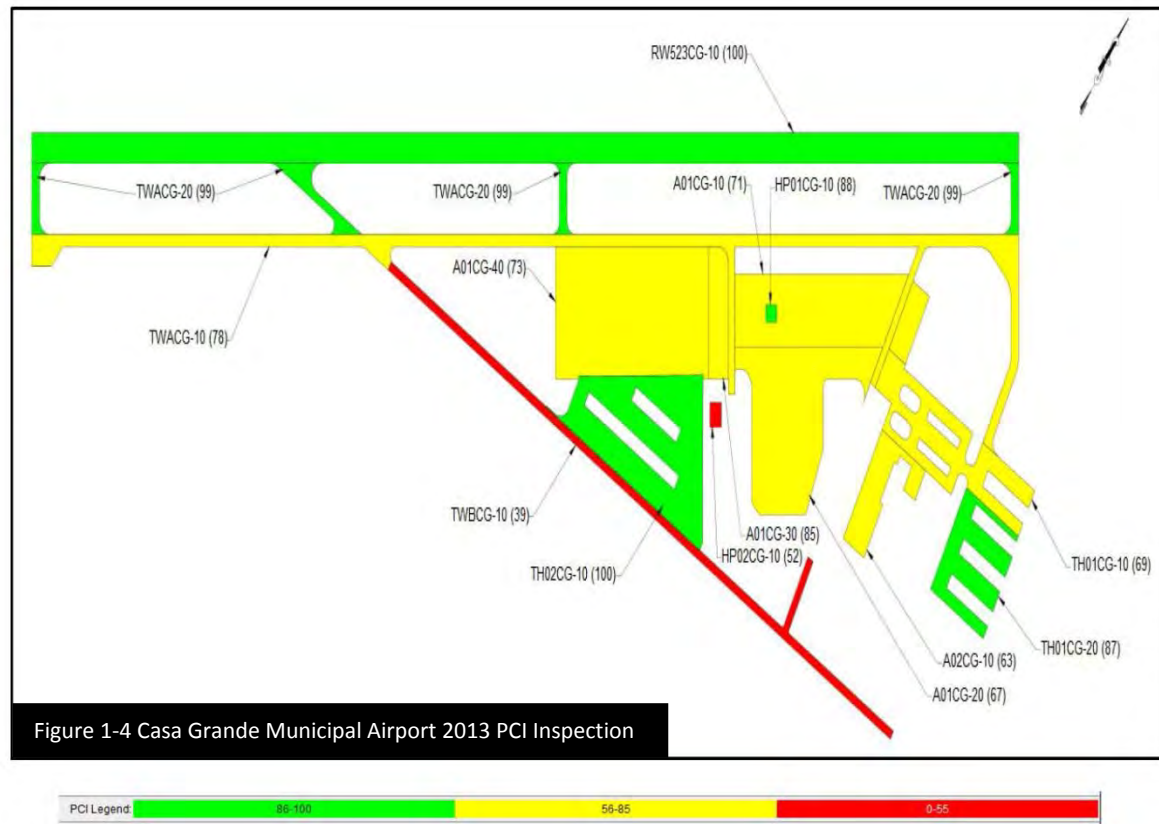 RW523CG-10 (100)
TWACG-20 (99)
TWACG-20 (99)
A01CG-10 (71)
HP01CG-10 (88)
TWACG-20 (99)
A01CG-40 (73)
TWACG-10 (78)
TWBCG-10 (39)
A01CG-30 (85)
HP02CG-10 (52)
TH02CG-10 (100)
TH01CG-10 (69)
TH01CG-20 (87)
A02CG-10 (63)
A01CG-20 (67)
Figure 1-4 Casa Grande Municipal Airport 2013 PCI Inspection
PCI Legend: 86-100 56-85 0-55